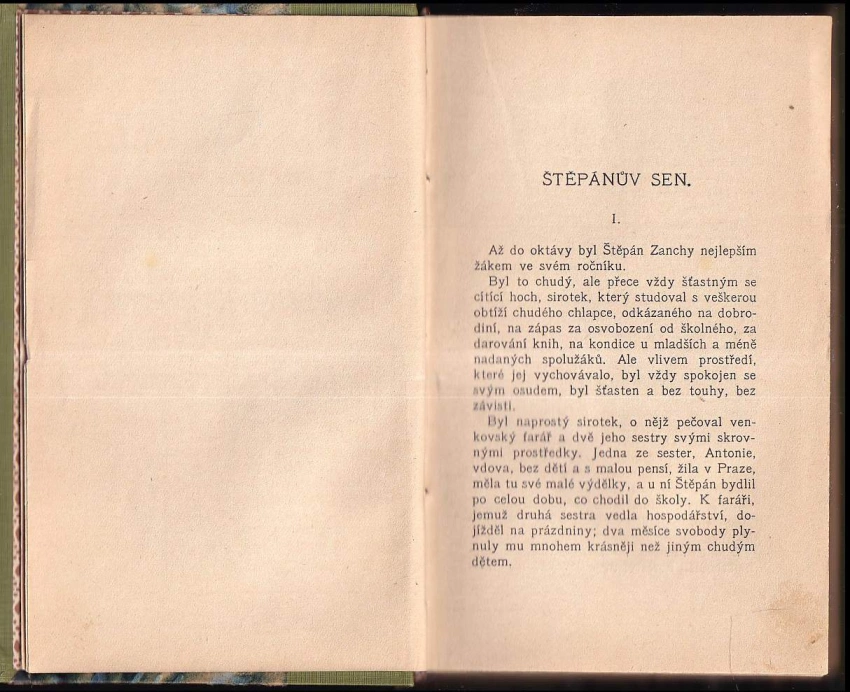 ŠTĚPÁNŮV SEN.
I.
Až do oktávy byl Štěpán Zanchy nejlepším
žákem ve svém ročníku.
Byl to chudý, ale přece vždy šťastným se
cítící hoch, sirotek, který studoval s veškerou
obtíží chudého chlapce, odkázaného na dobro-
diní, na zápas za osvobození od školného, za
darování knih, na kondice u mladších a méně
nadaných spolužáků. Ale vlivem prostředí,
které jej vychovávalo, byl vždy spokojen se
svým osudem, byl šťasten a bez touhy, bez
závisti.
Byl naprostý sirotek, o nějž pečoval ven-
kovský farář a dvě jeho sestry svými skrov-
nými prostředky. Jedna ze sester, Antonie,
vdova, bez dětí a s malou pensí, žila v Praze,
měla tu své malé výdělky, a u ní Štěpán bydlil
po celou dobu, co chodil do školy. K faráři,
jemuž druhá sestra vedla hospodářství, do-
jížděl na prázdniny; dva měsíce svobody ply-
nuly mu mnohem krásněji než jiným chudým
dětem.